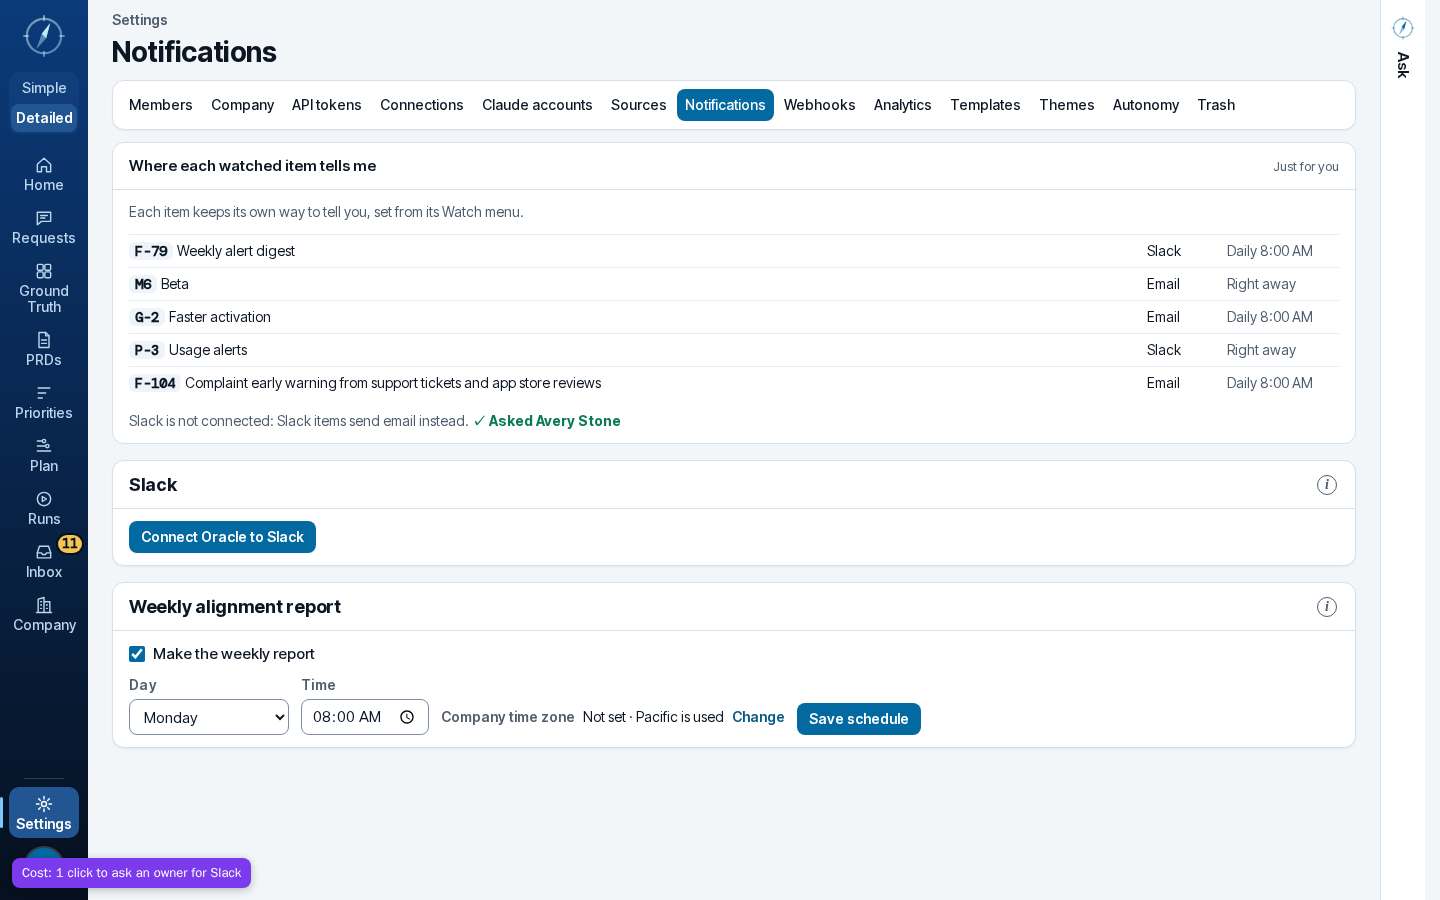 Settings
Notifications
Simple
Detailed
Home
Requests
Ground
Truth
PRDs
Priorities
Plan
Runs
11
Inbox
Company
Settings
Members Company API tokens Connections Claude accounts Sources Notifications Webhooks Analytics Templates Themes Autonomy Trash
Where each watched item tells me Just for you
Each item keeps its own way to tell you, set from its Watch menu.
F-79 Weekly alert digest Slack Daily 8:00 AM
M6 Beta Email Right away
G-2 Faster activation Email Daily 8:00 AM
P-3 Usage alerts Slack Right away
F-104 Complaint early warning from support tickets and app store reviews Email Daily 8:00 AM
Slack is not connected: Slack items send email instead. ✓ Asked Avery Stone
Slack i
Connect Oracle to Slack
Weekly alignment report i
Make the weekly report
Day Time
Monday 08:00 AM Company time zone Not set · Pacific is used Change Save schedule
Cost: 1 click to ask an owner for Slack
Ask